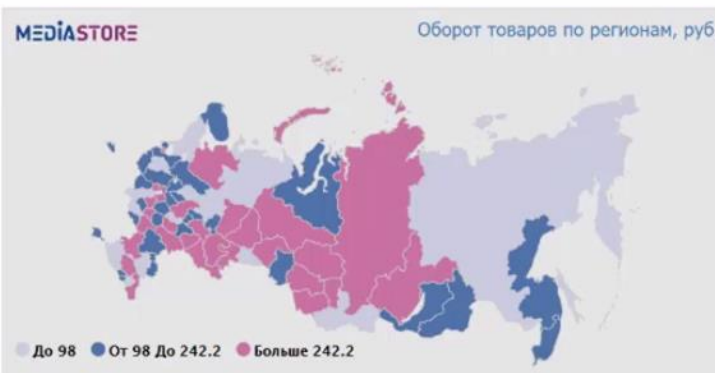 MEDIASTORE
Оборот товаров по регионам, руб
До 98
От 98 До 242.2
Больше 242.2